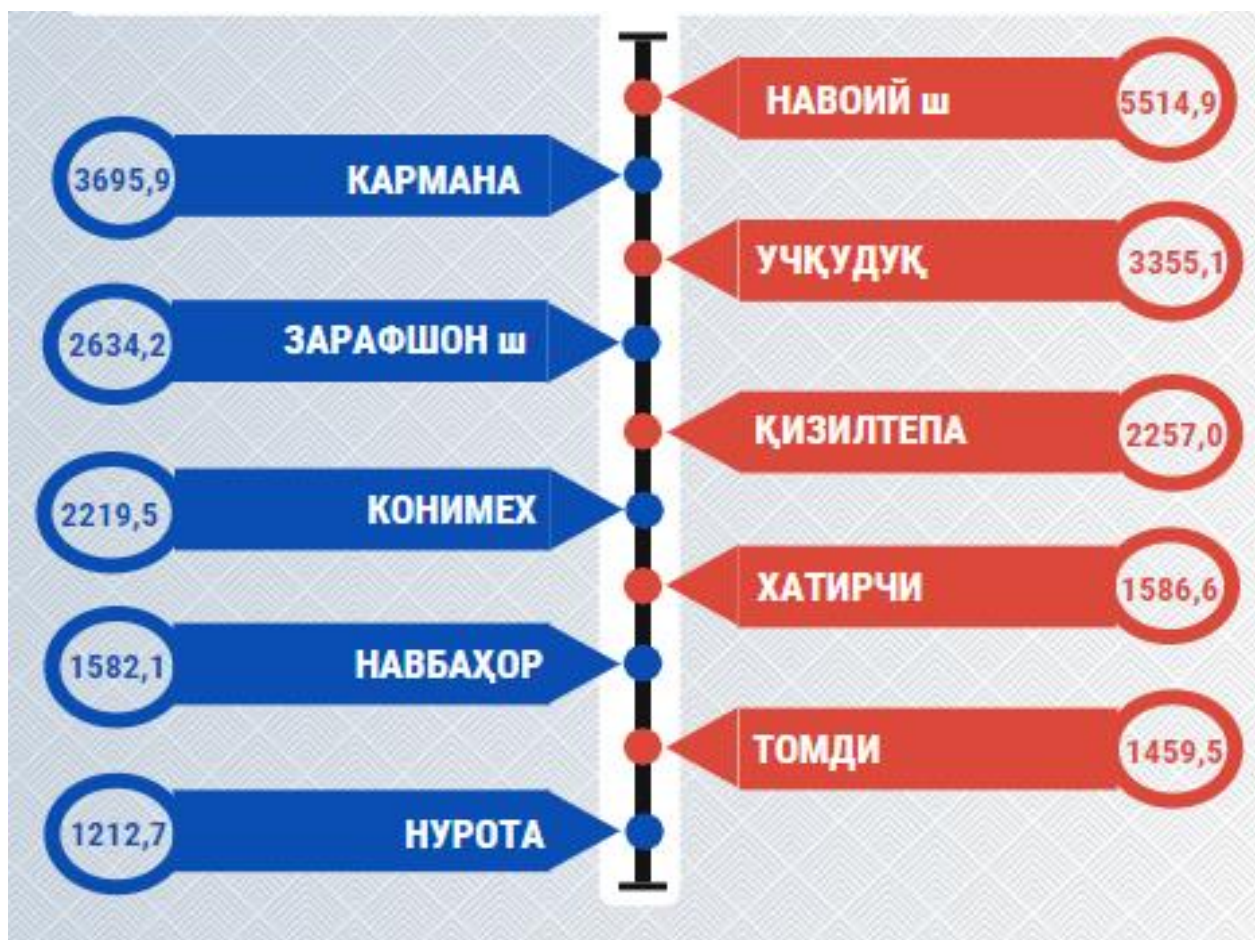 НАВОИЙ ш 5514,9
3695,9 КАРМАНА
УЧҚУДУҚ 3355,1
2634,2 ЗАРАФШОН ш
ҚИЗИЛТЕПА 2257,0
2219,5 КОНИМЕХ
ХАТИРЧИ 1586,6
1582,1 НАВБАҲОР
ТОМДИ 1459,5
1212,7 НУРОТА